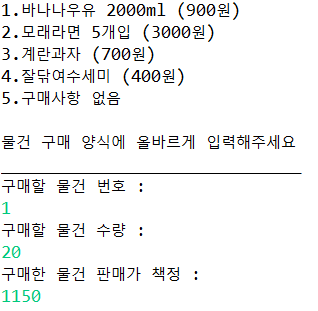 1.바나나우유 2000ml (900원)
2.모래라면 5개입 (3000원)
3.계란과자 (700원)
4.잘닦여수세미 (400원)
5.구매사항 없음
물건 구매 양식에 올바르게 입력해주세요
구매할 물건 번호 :
1
구매할 물건 수량 :
20
구매한 물건 판매가 책정 :
1150